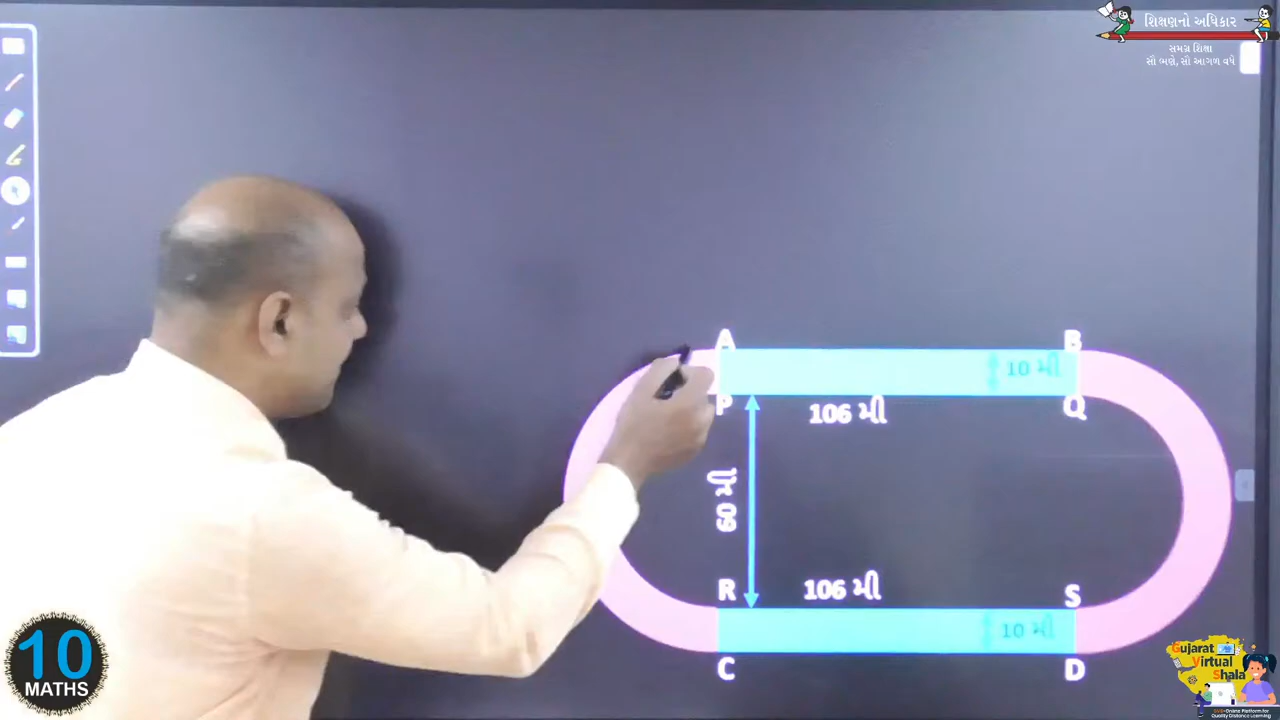 શિક્ષણનો અધિકાર
સમગ્ર શિક્ષા
સૌ ભણે, સૌ આગળ વધે
A
B
10 મી
P
106 મી
Q
60 મી
R
106 મી
S
10 મી
C
D
10
MATHS
Gujarat
Virtual
Shala